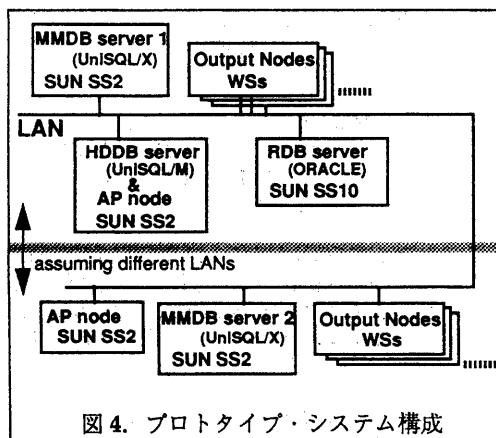 MMDB server 1
(UniSQL/X)
SUN SS2
Output Nodes
WSs
LAN
HDDB server
(UniSQL/M)
&
AP node
SUN SS2
RDB server
(ORACLE)
SUN SS10
assuming different LANs
AP node
SUN SS2
MMDB server 2
(UniSQL/X)
SUN SS2
Output Nodes
WSs
図4. プロトタイプ・システム構成